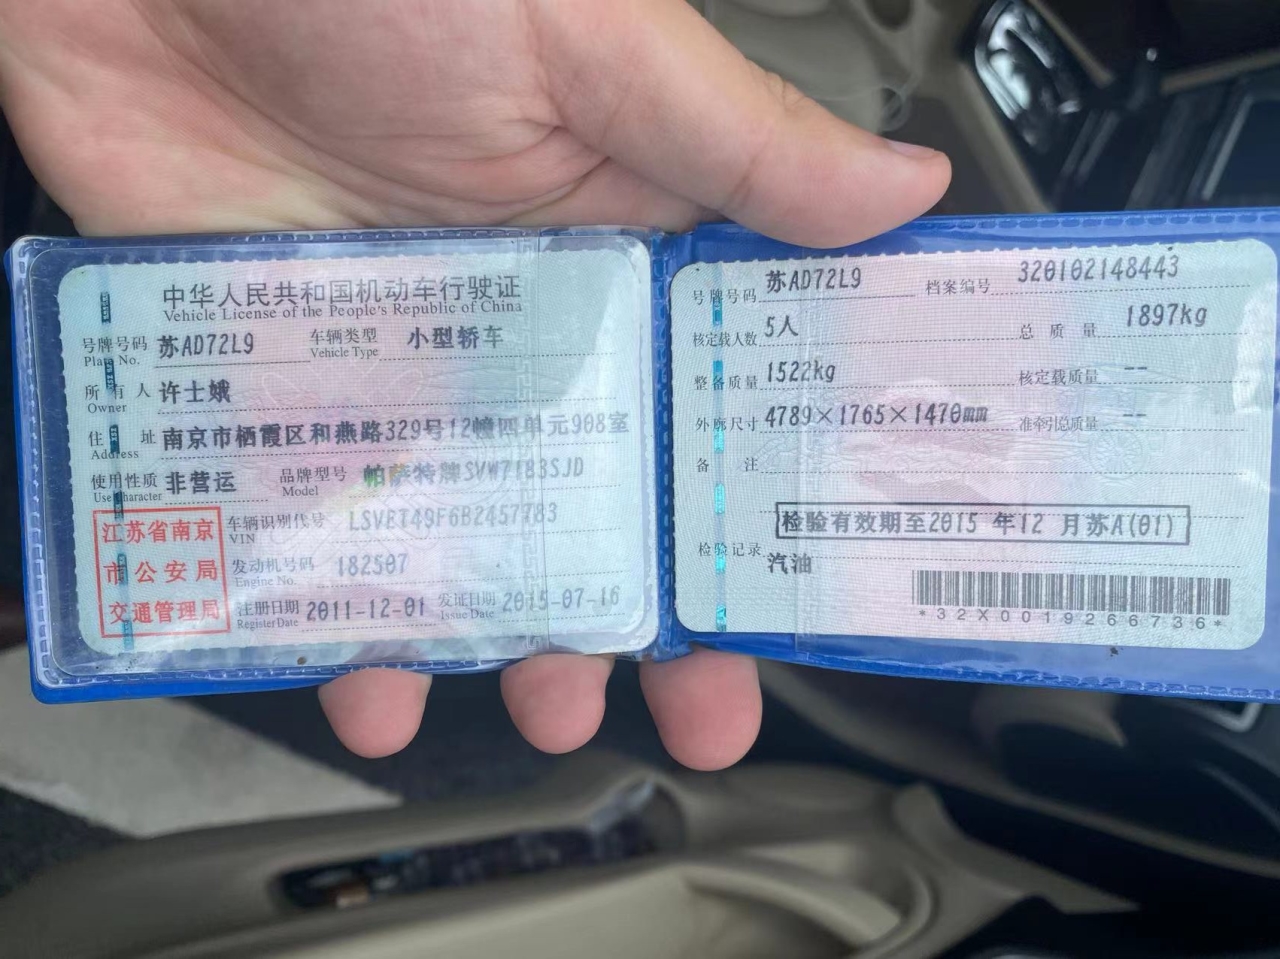 中华人民共和国机动车行驶证
Vehicle License of the People's Republic of China
号牌号码 苏AD72L9 车辆类型 小型轿车
Plate No. Vehicle Type
所有人 许士娥
Owner
住址 南京市栖霞区和燕路329号12幢四单元908室
Address
使用性质 非营运 品牌型号 帕萨特牌SVW7183SJD
Use Character Model
江苏省南京
市公安局
交通管理局
车辆识别代号 LSVET49F6B2457783
VIN
发动机号码 182507
Engine No.
注册日期 2011-12-01 发证日期 2015-07-16
Register Date Issue Date
号牌号码 苏AD72L9 档案编号 320102148443
核定载人数 5人 总质量 1897kg
整备质量 1522kg 核定载质量 --
外廓尺寸 4789×1765×1470mm 准牵引总质量 --
备注
检验有效期至2015 年12 月苏A(01)
检验记录
汽油
*32X0019266736*